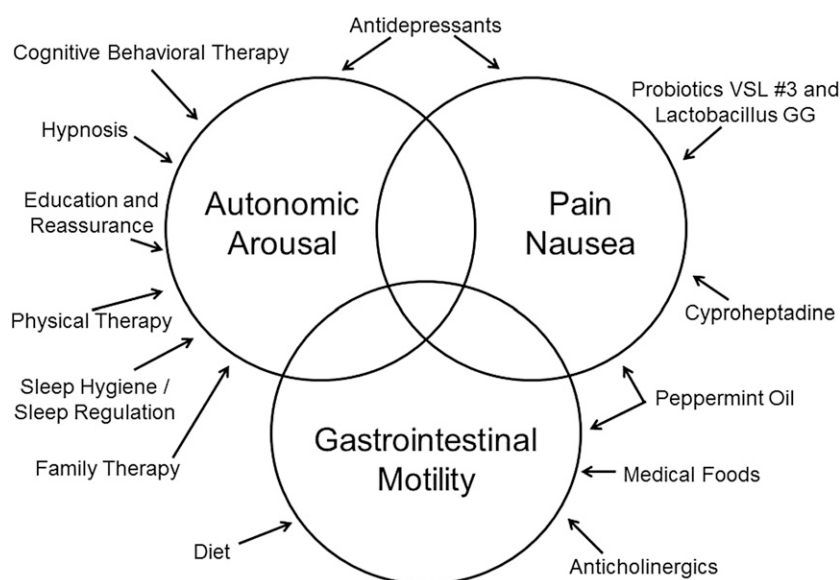 Antidepressants
Cognitive Behavioral Therapy
Probiotics VSL #3 and
Lactobacillus GG
Hypnosis
Education and
Reassurance
Autonomic
Arousal
Pain
Nausea
Physical Therapy
Cyproheptadine
Sleep Hygiene /
Sleep Regulation
Peppermint Oil
Family Therapy
Gastrointestinal
Motility
Medical Foods
Diet
Anticholinergics